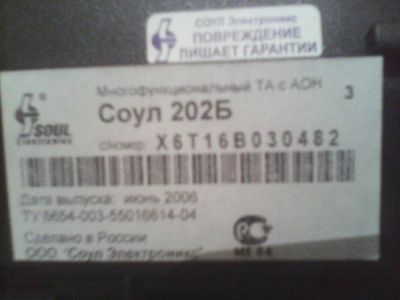 СОУЛ Электроникс
ПОВРЕЖДЕНИЕ
ЛИШАЕТ ГАРАНТИИ
Многофункциональный ТА с АОН
3
SOUL
Electronics
Соул 202Б
с/номер: X6T16B030482
Дата выпуска: июнь 2006
ТУ 6654-003-55016614-04
Сделано в России
ООО "Соул Электроникс"
МЕ 64